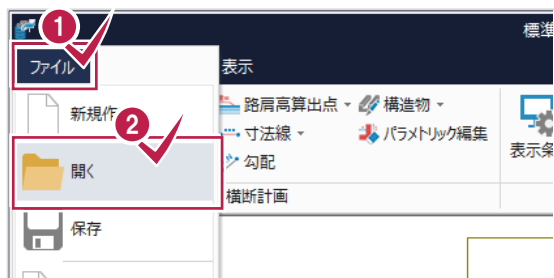 1
標準
ファイル
表示
新規作
2
開く
保存
路肩高算出点
構造物
寸法線
パラメトリック編集
勾配
表示条
横断計画